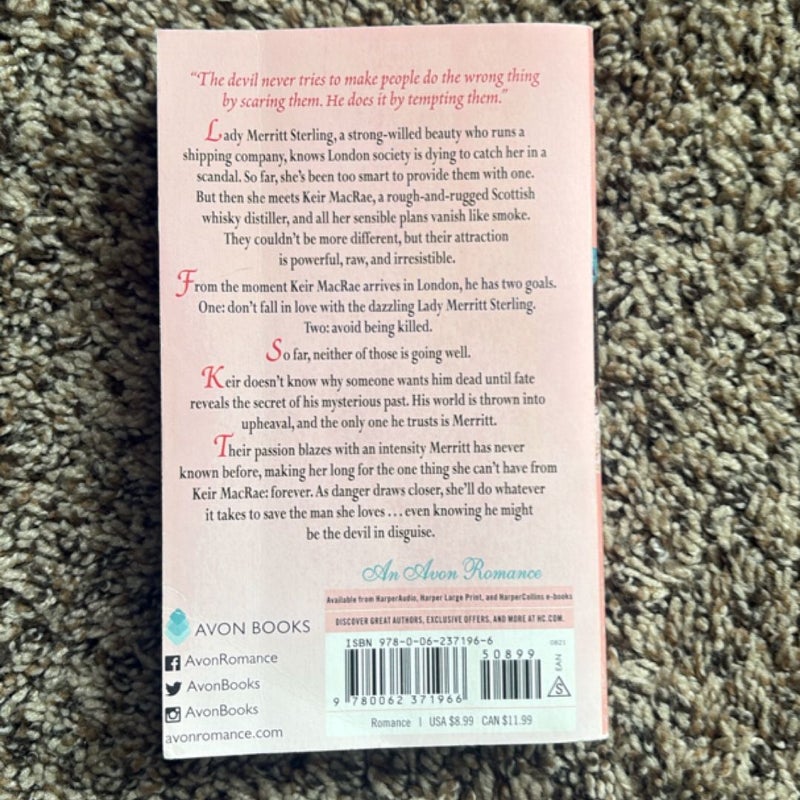 “The devil never tries to make people do the wrong thing
by scaring them. He does it by tempting them.”
Lady Merritt Sterling, a strong-willed beauty who runs a
shipping company, knows London society is dying to catch her in a
scandal. So far, she’s been too smart to provide them with one.
But then she meets Keir MacRae, a rough-and-rugged Scottish
whisky distiller, and all her sensible plans vanish like smoke.
They couldn’t be more different, but their attraction
is powerful, raw, and irresistible.
From the moment Keir MacRae arrives in London, he has two goals.
One: don’t fall in love with the dazzling Lady Merritt Sterling.
Two: avoid being killed.
So far, neither of those is going well.
Keir doesn’t know why someone wants him dead until fate
reveals the secret of his mysterious past. His world is thrown into
upheaval, and the only one he trusts is Merritt.
Their passion blazes with an intensity Merritt has never
known before, making her long for the one thing she can’t have from
Keir MacRae: forever. As danger draws closer, she’ll do whatever
it takes to save the man she loves . . . even knowing he might
be the devil in disguise.
An Avon Romance
Available from HarperAudio, Harper Large Print, and HarperCollins e-books
DISCOVER GREAT AUTHORS, EXCLUSIVE OFFERS, AND MORE AT HC.COM.
AVON BOOKS
AvonRomance
AvonBooks
AvonBooks
avonromance.com
ISBN 978-0-06-237196-6
50899
0821
EAN
S
9 780062 371966
Romance | USA $8.99 CAN $11.99